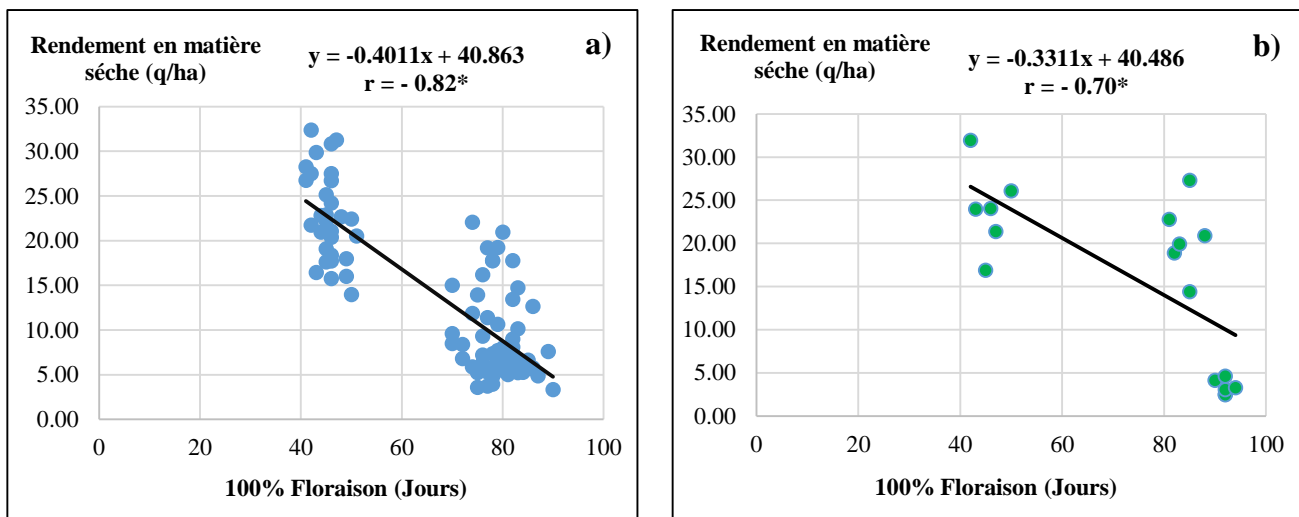 Rendement en matière
séche (q/ha)
a)
y = -0.4011x + 40.863
r = - 0.82*
35.00
30.00
25.00
20.00
15.00
10.00
5.00
0.00
0 20 40 60 80 100
100% Floraison (Jours)
Rendement en matière
séche (q/ha)
b)
y = -0.3311x + 40.486
r = - 0.70*
35.00
30.00
25.00
20.00
15.00
10.00
5.00
0.00
0 20 40 60 80 100
100% Floraison (Jours)